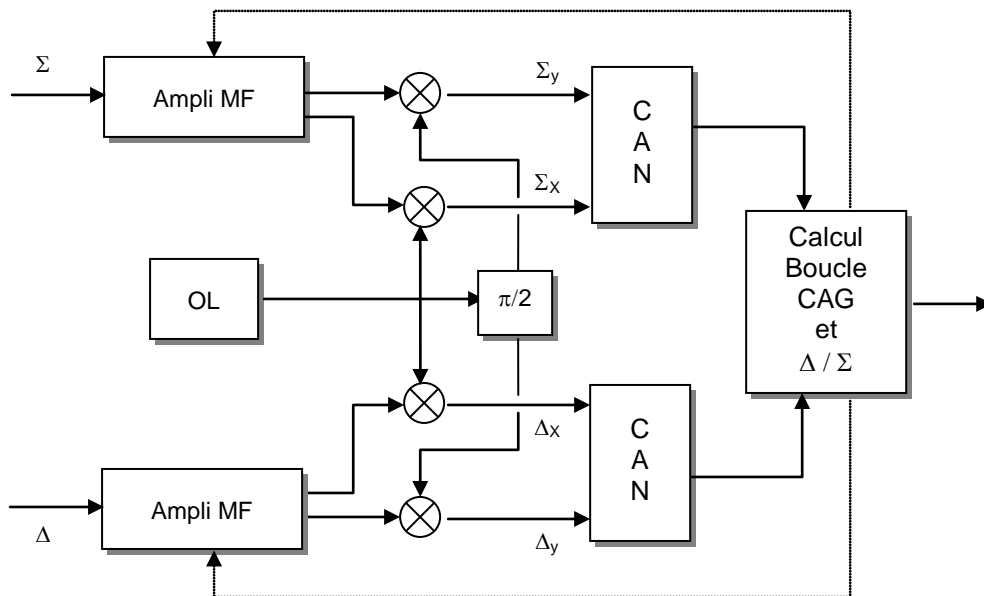 Σ
Ampli MF
Σy
C
A
N
ΣX
Calcul
Boucle
CAG
et
Δ / Σ
OL
π/2
ΔX
C
A
N
Ampli MF
Δ
Δy